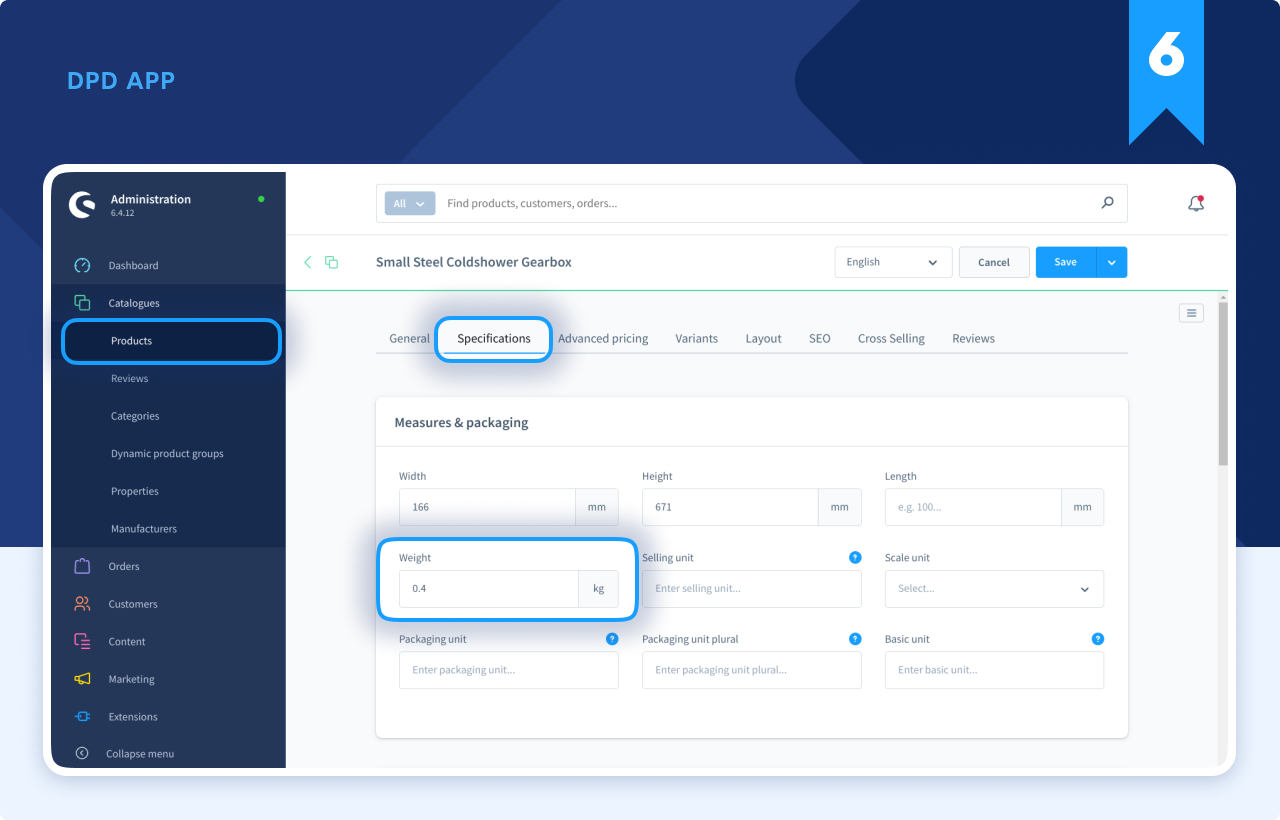 DPD APP
6
Administration
6.4.12
Dashboard
Catalogues
Products
Reviews
Categories
Dynamic product groups
Properties
Manufacturers
Orders
Customers
Content
Marketing
Extensions
Collapse menu
All
Find products, customers, orders...
Small Steel Coldshower Gearbox
English
Cancel
Save
General Specifications Advanced pricing Variants Layout SEO Cross Selling Reviews
Measures & packaging
Width Height Length
166 mm 671 mm e.g. 100... mm
Weight Selling unit ? Scale unit
0.4 kg Enter selling unit... Select...
Packaging unit ? Packaging unit plural ? Basic unit ?
Enter packaging unit... Enter packaging unit plural... Enter basic unit...